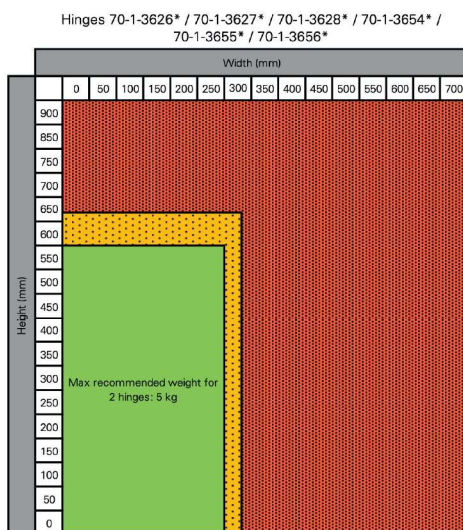 Hinges 70-1-3626* / 70-1-3627* / 70-1-3628* / 70-1-3654* /
70-1-3655* / 70-1-3656*
Width (mm)
0 50 100 150 200 250 300 350 400 450 500 550 600 650 700
Height (mm)
900
850
750
700
650
600
550
500
450
400
350
300
250
200
150
100
50
0
Max recommended weight for
2 hinges: 5 kg